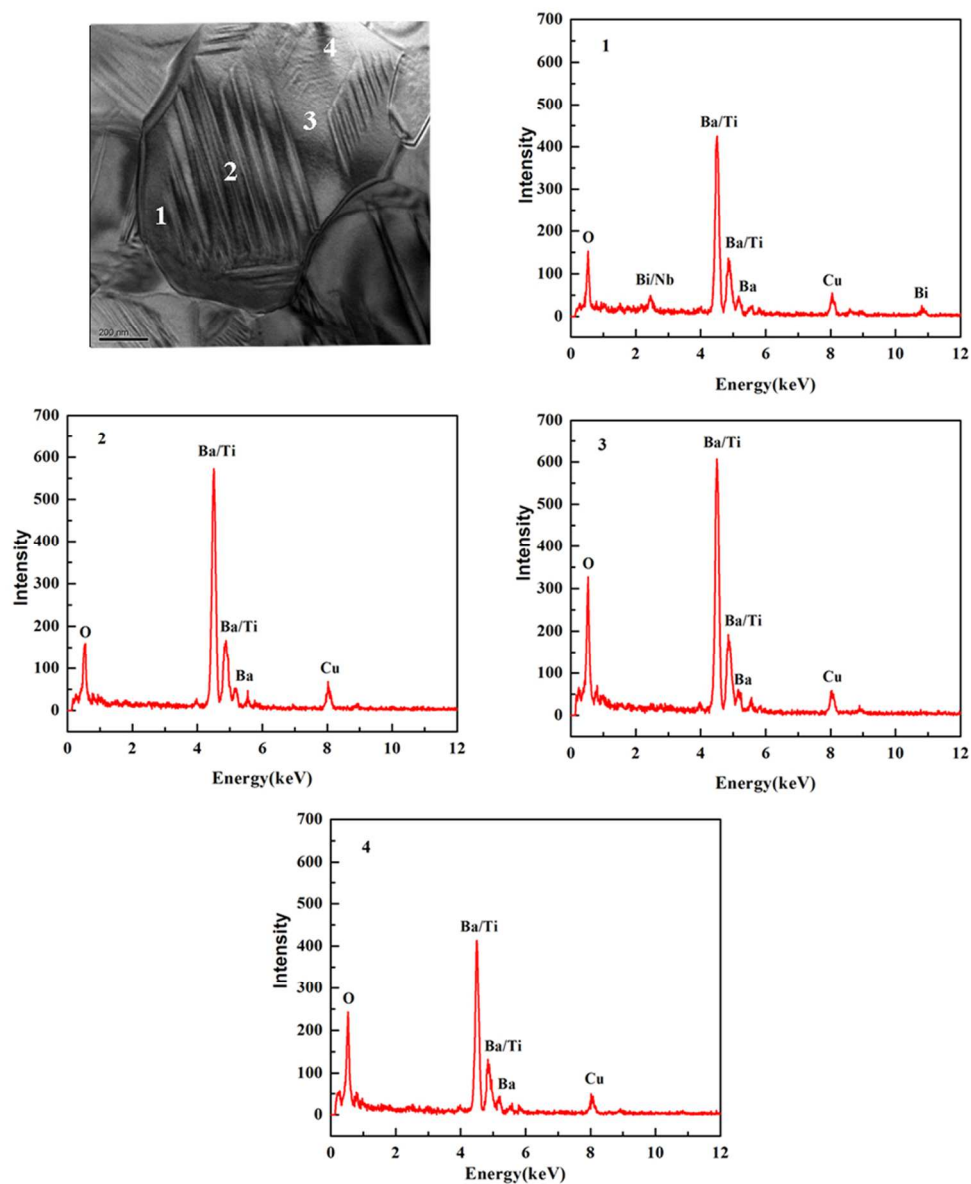 4
3
2
1
200 nm
1
700
600
500
400
300
200
100
0
Intensity
O
Bi/Nb
Ba/Ti
Ba/Ti
Ba
Cu
Bi
0 2 4 6 8 10 12
Energy(keV)
2
700
600
500
400
300
200
100
0
Intensity
O
Ba/Ti
Ba/Ti
Ba
Cu
0 2 4 6 8 10 12
Energy(keV)
3
700
600
500
400
300
200
100
0
Intensity
O
Ba/Ti
Ba/Ti
Ba
Cu
0 2 4 6 8 10 12
Energy(keV)
4
700
600
500
400
300
200
100
0
Intensity
O
Ba/Ti
Ba/Ti
Ba
Cu
0 2 4 6 8 10 12
Energy(keV)